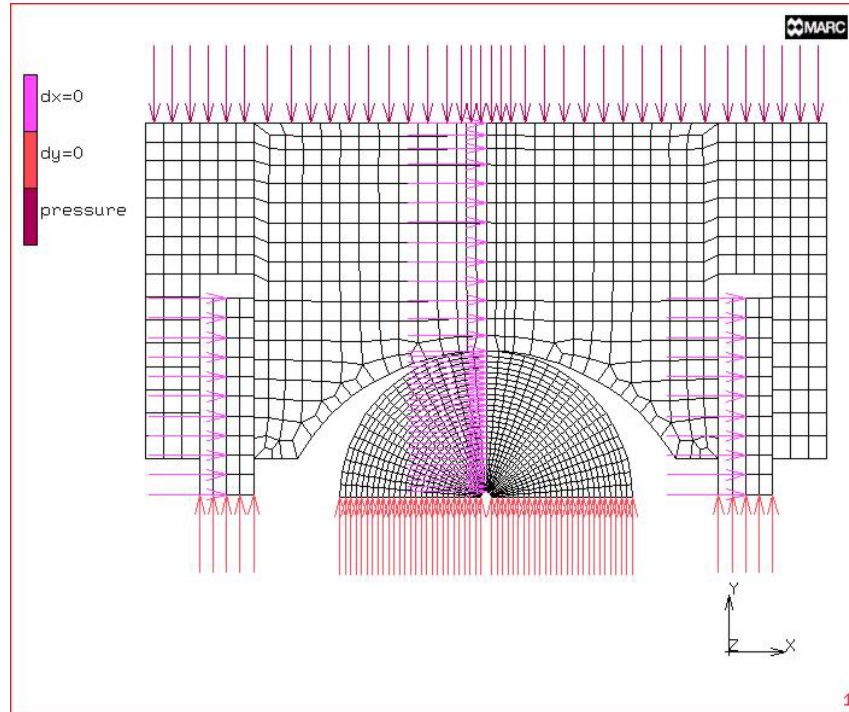 MARC
dx=0
dy=0
pressure
Y
Z
X
1